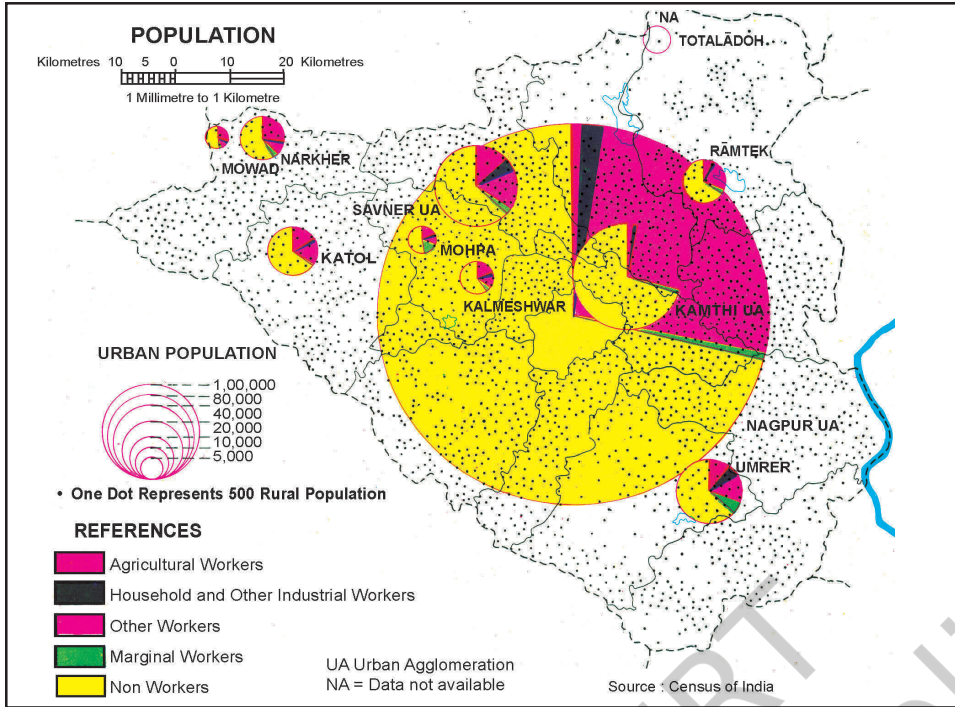 POPULATION
Kilometres 10 5 0 10 20 Kilometres
1 Millimetre to 1 Kilometre
NA
TOTALĀDOH
MOWAD
NARKHER
RĀMTEK
SAVNER UA
MOHPA
KATOL
KALMESHWAR
KAMTHI UA
NAGPUR UA
UMRER
URBAN POPULATION
1,00,000
80,000
40,000
20,000
10,000
5,000
• One Dot Represents 500 Rural Population
REFERENCES
Agricultural Workers
Household and Other Industrial Workers
Other Workers
Marginal Workers
Non Workers
UA Urban Agglomeration
NA = Data not available
Source : Census of India